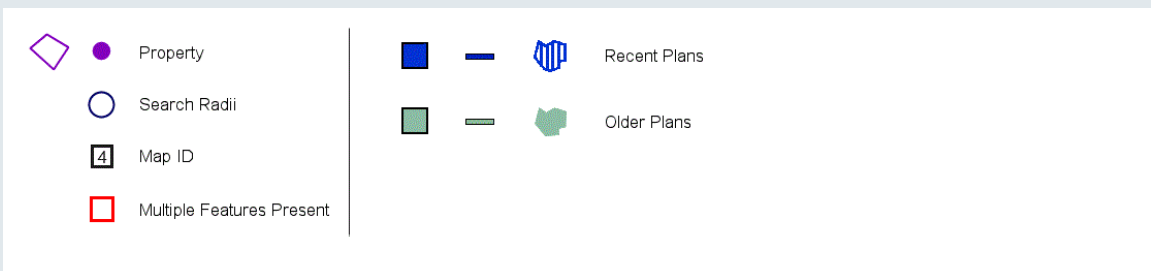 Property
Search Radii
4 Map ID
Multiple Features Present
Recent Plans
Older Plans